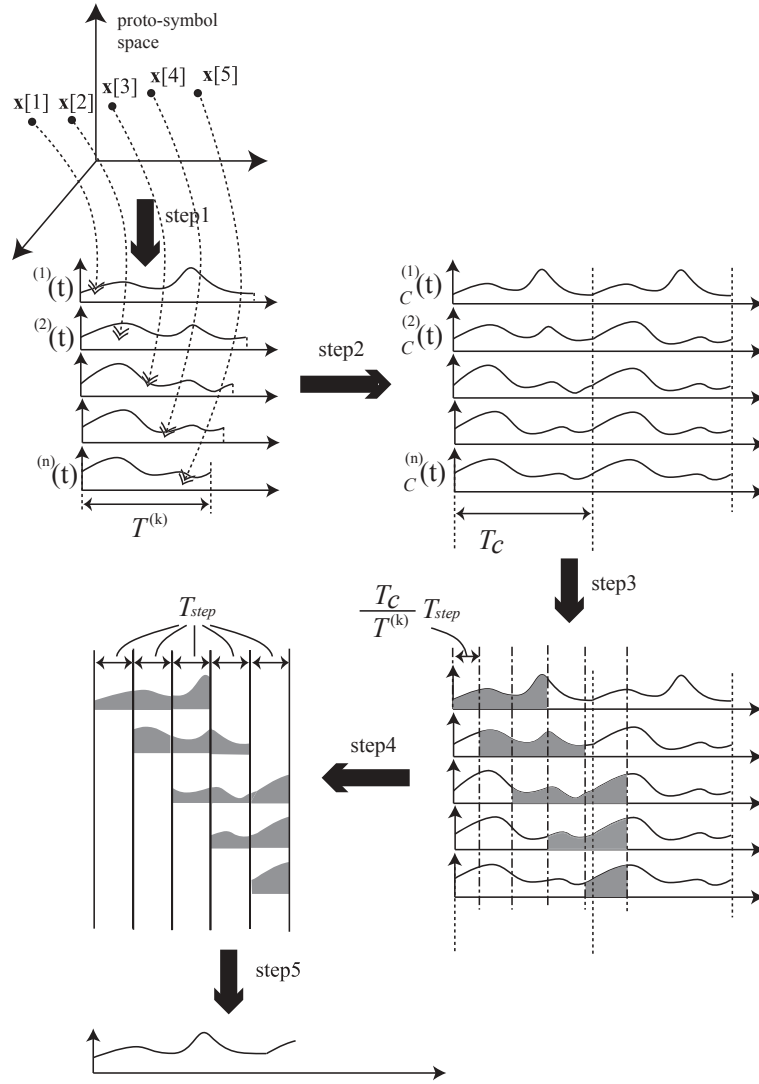 proto-symbol
space
x[1] x[2] x[3] x[4] x[5]
step1
(1)(t)
(2)(t)
(n)(t)
T(k)
step2
C(1)(t)
C(2)(t)
C(n)(t)
TC
step3
TC
T(k)
Tstep
Tstep
step4
step5